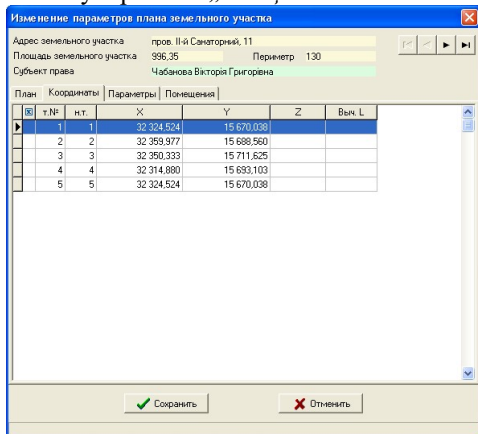 Изменение параметров плана земельного участка
Адрес земельного участка пров. ІІ-й Санаторний, 11
Площадь земельного участка 996,35 Периметр 130
Субъект права Чабанова Вікторія Григорівна
План Координаты Параметры Помещения
т.№ н.т. X Y Z Выч. L
1 1 32 324,524 15 670,038
2 2 32 359,977 15 688,560
3 3 32 350,333 15 711,625
4 4 32 314,880 15 693,103
5 5 32 324,524 15 670,038
Сохранить Отменить